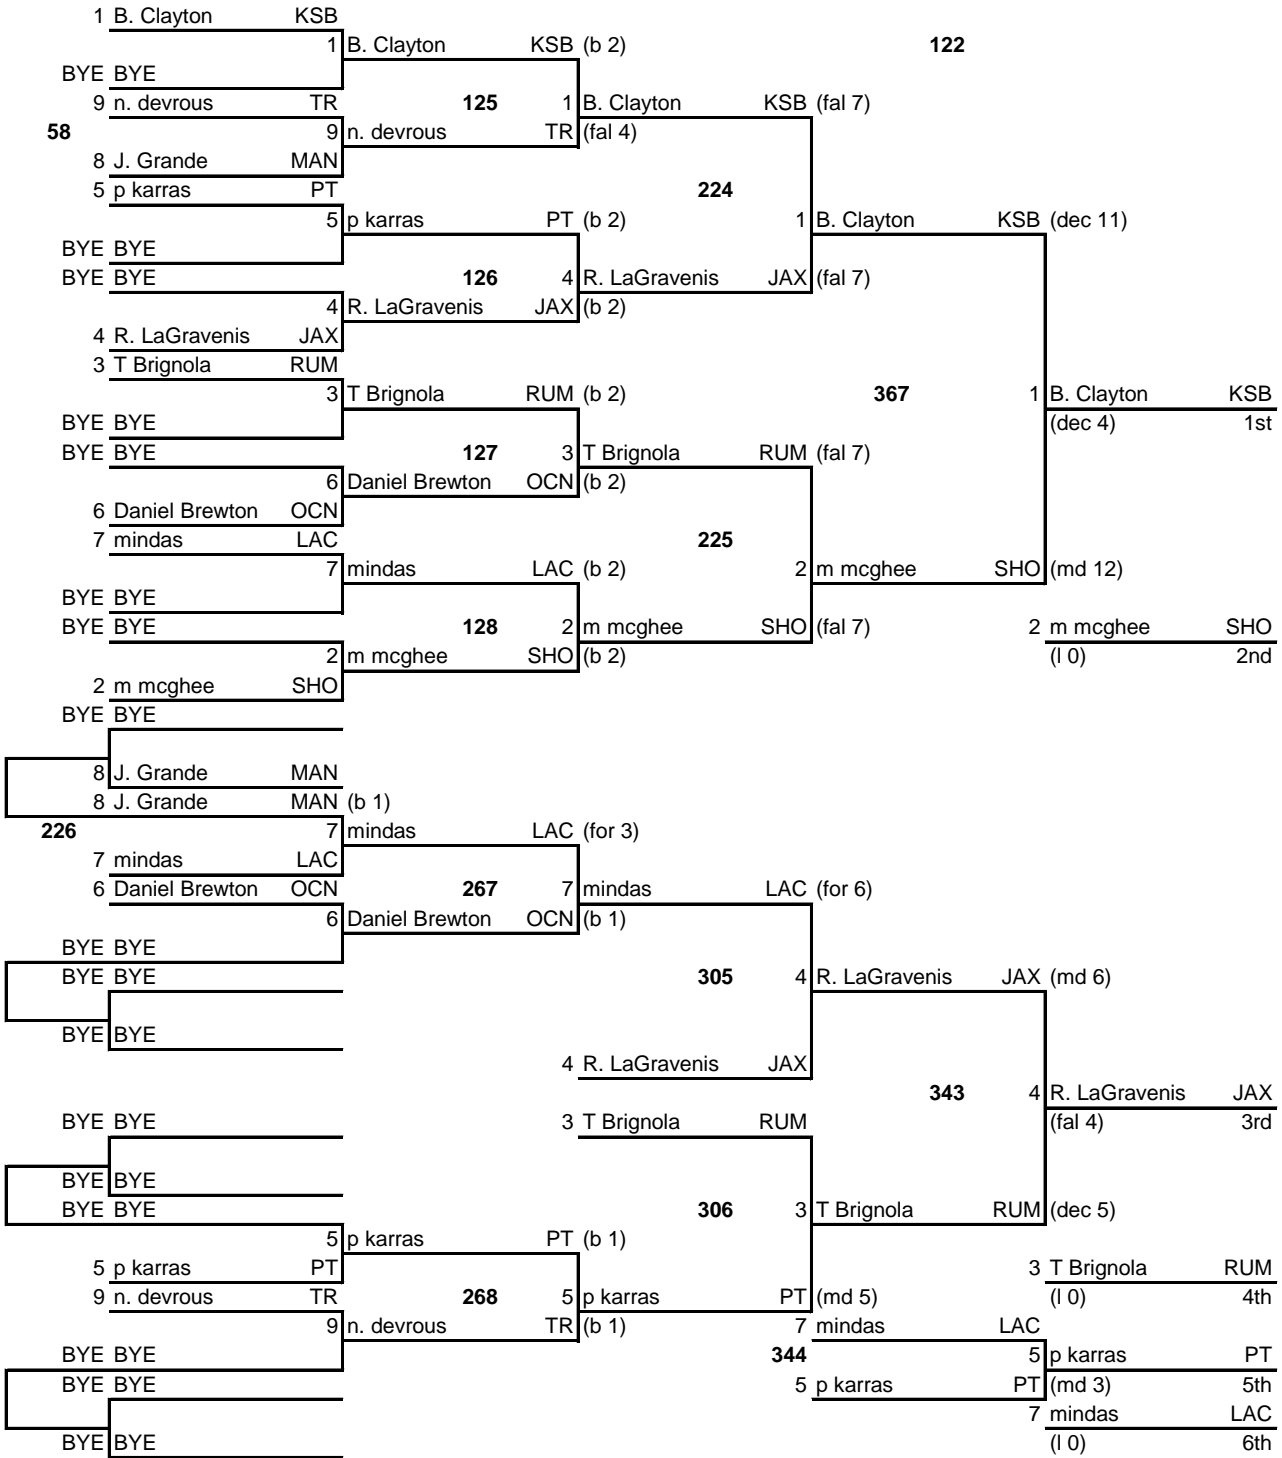 1 B. Clayton KSB
1 B. Clayton KSB (b 2) 122
BYE BYE
9 n. devrous TR 125 1 B. Clayton KSB (fal 7)
58 9 n. devrous TR (fal 4)
8 J. Grande MAN
5 p karras PT 224
5 p karras PT (b 2) 1 B. Clayton KSB (dec 11)
BYE BYE
BYE BYE 126 4 R. LaGravenis JAX (fal 7)
4 R. LaGravenis JAX (b 2)
4 R. LaGravenis JAX
3 T Brignola RUM
3 T Brignola RUM (b 2) 367 1 B. Clayton KSB
BYE BYE (dec 4) 1st
BYE BYE 127 3 T Brignola RUM (fal 7)
6 Daniel Brewton OCN (b 2)
6 Daniel Brewton OCN
7 mindas LAC 225
7 mindas LAC (b 2) 2 m mcghee SHO (md 12)
BYE BYE
BYE BYE 128 2 m mcghee SHO (fal 7) 2 m mcghee SHO
2 m mcghee SHO (b 2) (l 0) 2nd
2 m mcghee SHO
BYE BYE
8 J. Grande MAN
8 J. Grande MAN (b 1)
226 7 mindas LAC (for 3)
7 mindas LAC
6 Daniel Brewton OCN 267 7 mindas LAC (for 6)
6 Daniel Brewton OCN (b 1)
BYE BYE
BYE BYE 305 4 R. LaGravenis JAX (md 6)
BYE BYE
4 R. LaGravenis JAX
343 4 R. LaGravenis JAX
BYE BYE 3 T Brignola RUM (fal 4) 3rd
BYE BYE
BYE BYE 306 3 T Brignola RUM (dec 5)
5 p karras PT (b 1)
5 p karras PT 3 T Brignola RUM
9 n. devrous TR 268 5 p karras PT (md 5) (l 0) 4th
9 n. devrous TR (b 1) 7 mindas LAC
BYE BYE 344 5 p karras PT
BYE BYE 5 p karras PT (md 3) 5th
7 mindas LAC
BYE BYE (l 0) 6th